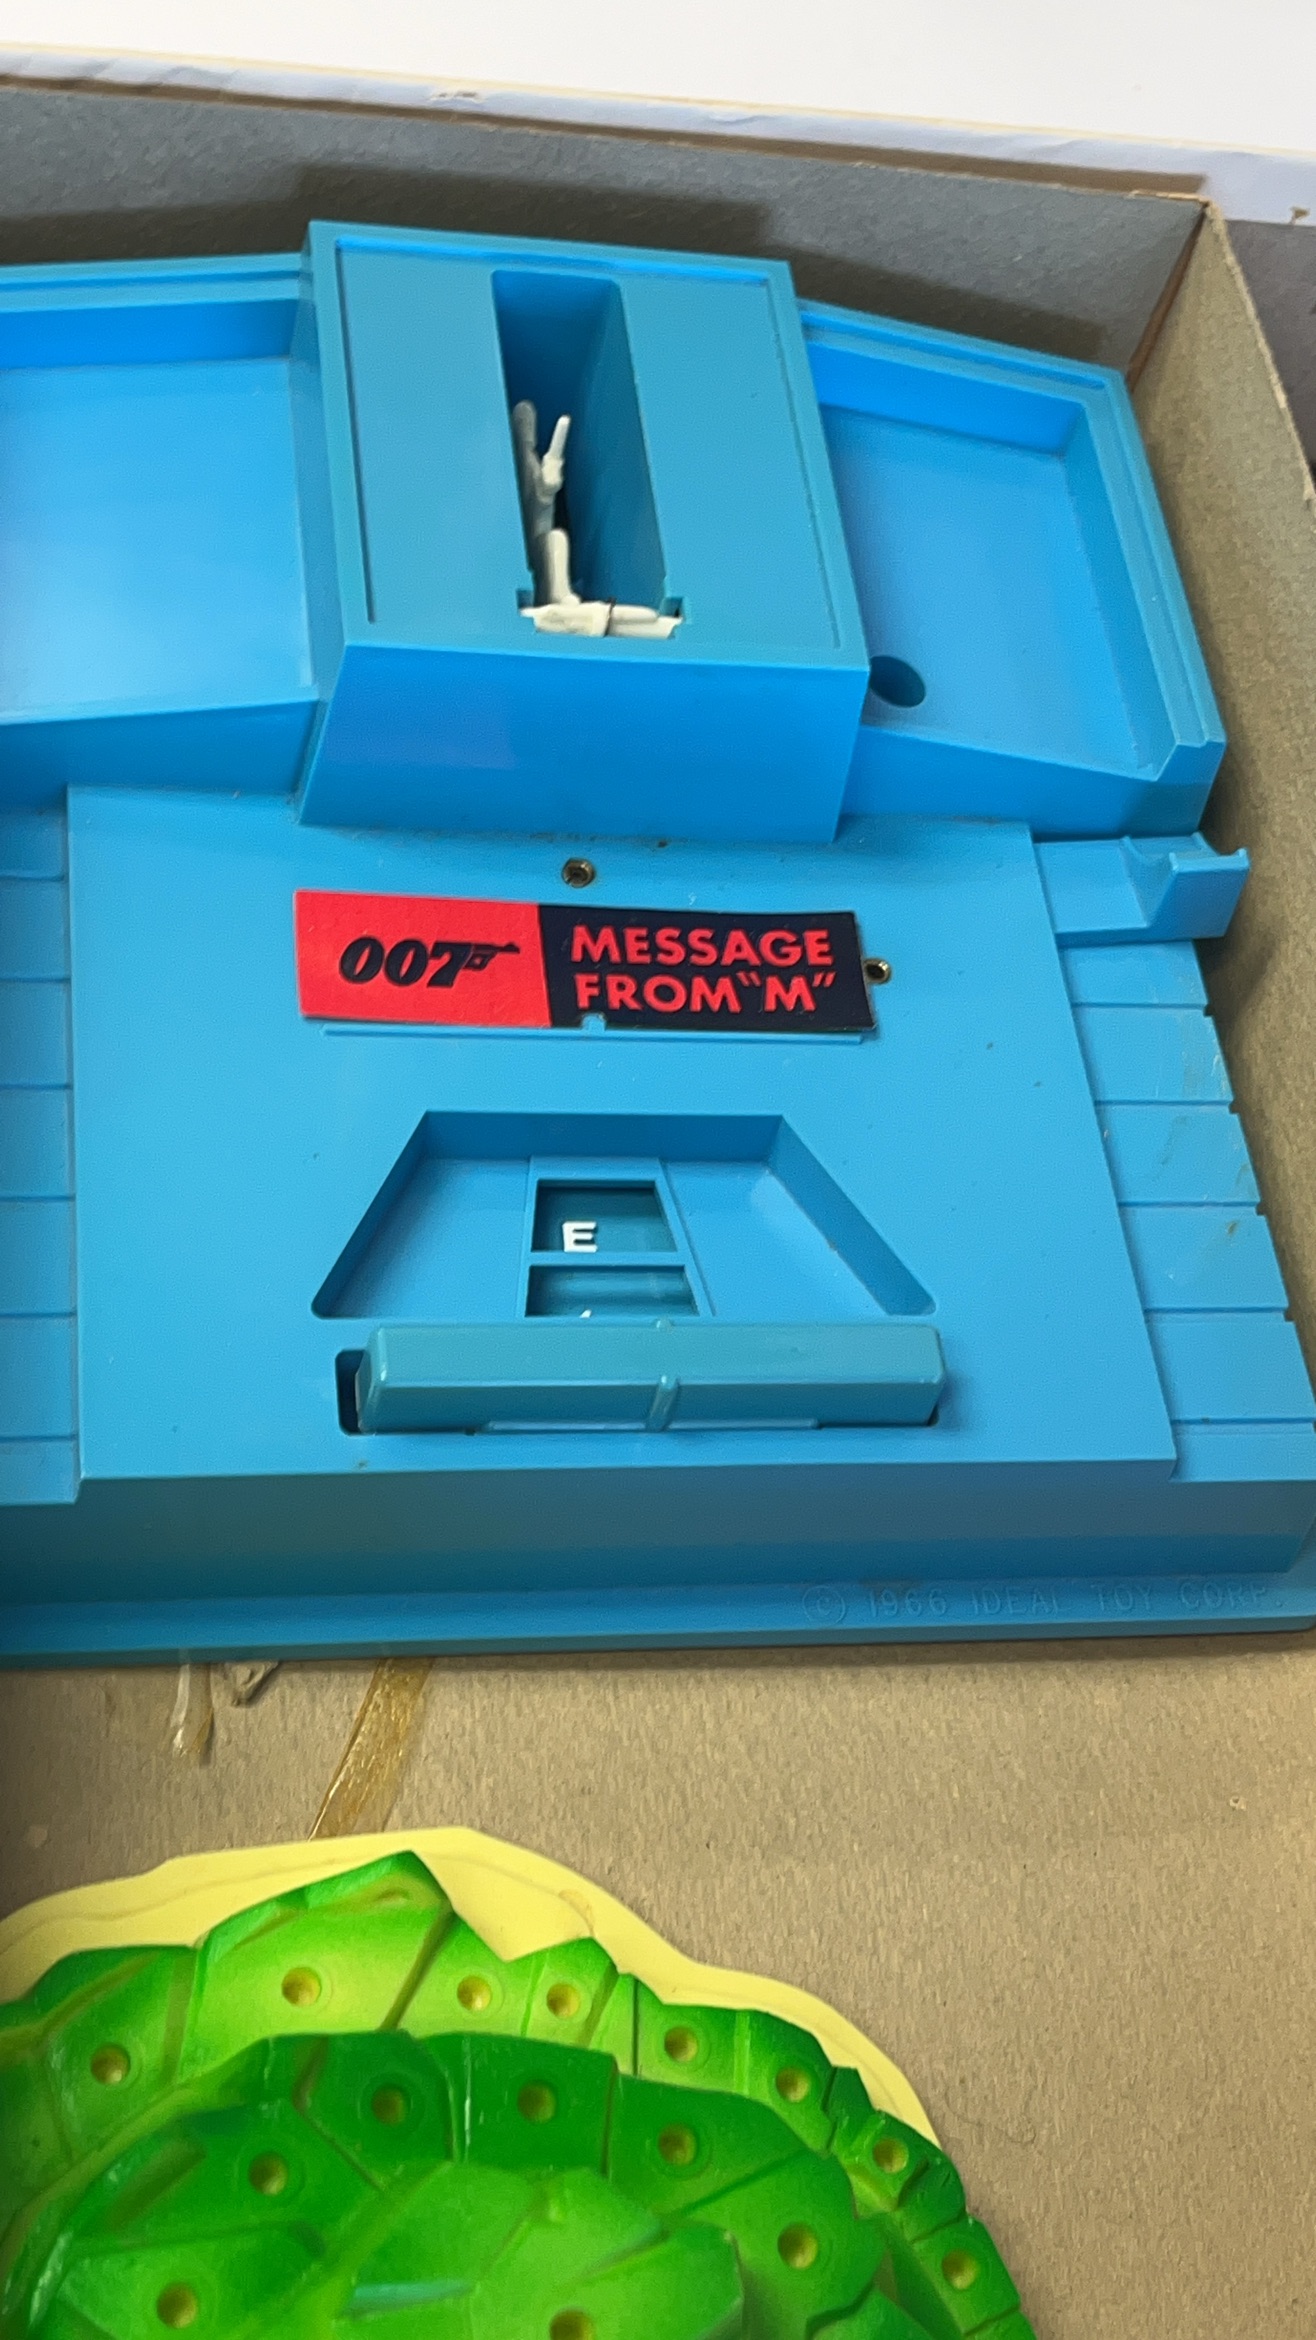 007
MESSAGE
FROM "M"
E
© 1966 IDEAL TOY CORP.